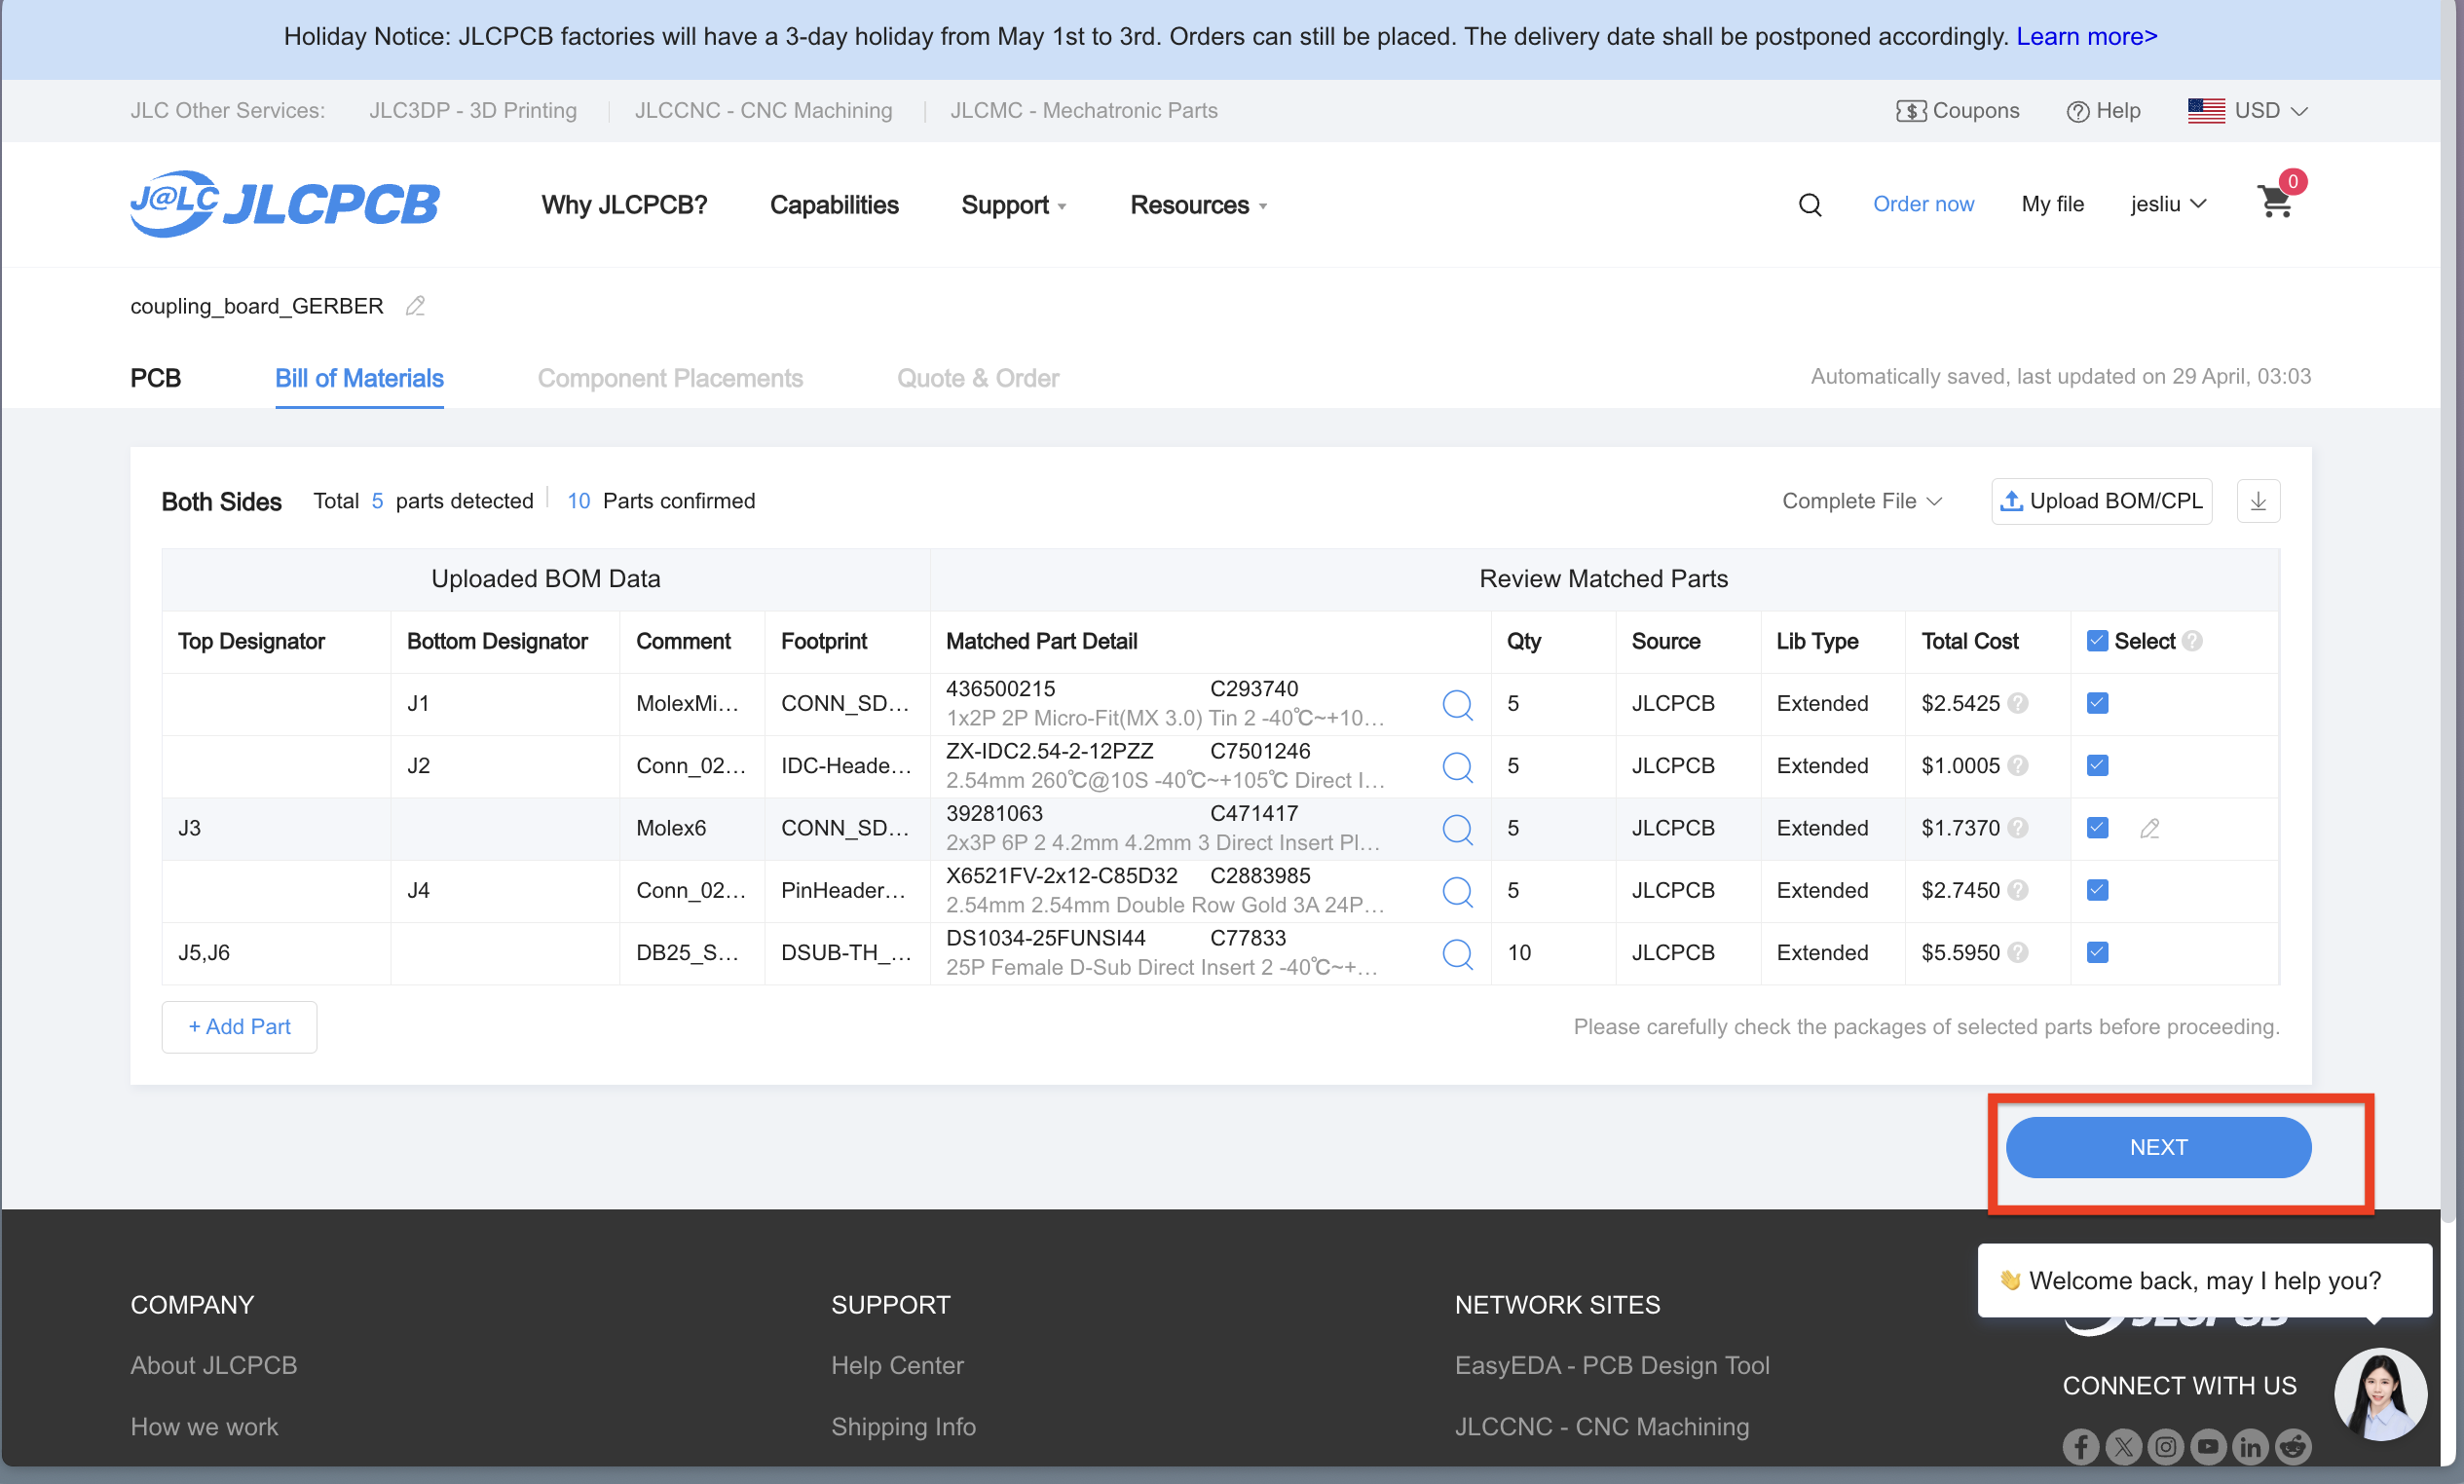 Holiday Notice: JLCPCB factories will have a 3-day holiday from May 1st to 3rd. Orders can still be placed. The delivery date shall be postponed accordingly. Learn more>
JLC Other Services: JLC3DP - 3D Printing | JLCCNC - CNC Machining | JLCMC - Mechatronic Parts Coupons Help USD
J@LC JLCPCB Why JLCPCB? Capabilities Support Resources Order now My file jesliu 0
coupling_board_GERBER
PCB Bill of Materials Component Placements Quote & Order Automatically saved, last updated on 29 April, 03:03
Both Sides Total 5 parts detected | 10 Parts confirmed Complete File Upload BOM/CPL
Uploaded BOM Data Review Matched Parts
Top Designator Bottom Designator Comment Footprint Matched Part Detail Qty Source Lib Type Total Cost Select
J1 MolexMi... CONN_SD... 436500215 C293740 5 JLCPCB Extended $2.5425
1x2P 2P Micro-Fit(MX 3.0) Tin 2 -40℃~+10...
J2 Conn_02... IDC-Heade... ZX-IDC2.54-2-12PZZ C7501246 5 JLCPCB Extended $1.0005
2.54mm 260℃@10S -40℃~+105℃ Direct I...
J3 Molex6 CONN_SD... 39281063 C471417 5 JLCPCB Extended $1.7370
2x3P 6P 2 4.2mm 4.2mm 3 Direct Insert Pl...
J4 Conn_02... PinHeader... X6521FV-2x12-C85D32 C2883985 5 JLCPCB Extended $2.7450
2.54mm 2.54mm Double Row Gold 3A 24P...
J5,J6 DB25_S... DSUB-TH_... DS1034-25FUNSI44 C77833 10 JLCPCB Extended $5.5950
25P Female D-Sub Direct Insert 2 -40℃~+...
+ Add Part Please carefully check the packages of selected parts before proceeding.
NEXT
👋 Welcome back, may I help you?
COMPANY SUPPORT NETWORK SITES
About JLCPCB Help Center EasyEDA - PCB Design Tool
CONNECT WITH US
How we work Shipping Info JLCCNC - CNC Machining